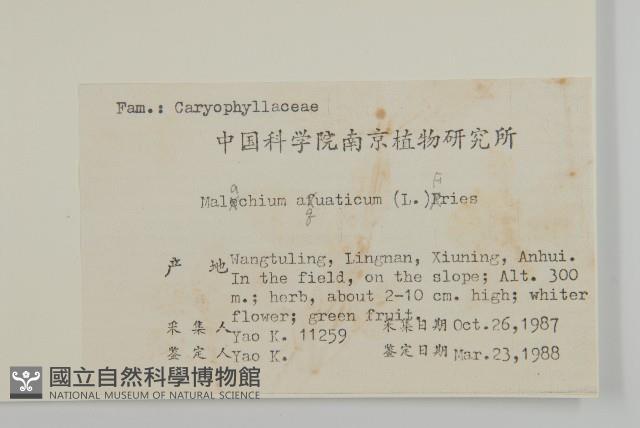 Fam.: Caryophyllaceae
中国科学院南京植物研究所
Malachium aquaticum (L.) Fries
产地 Wangtuling, Lingnan, Xiuning, Anhui.
In the field, on the slope; Alt. 300
m.; herb, about 2-10 cm. high; whiter
flower; green fruit.
采集人 Yao K. 11259 采集日期 Oct.26,1987
鉴定人 Yao K. 鉴定日期 Mar.23,1988
國立自然科學博物館
NATIONAL MUSEUM OF NATURAL SCIENCE